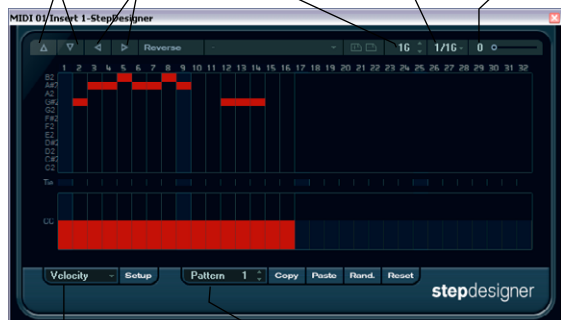 MIDI 01 Insert 1-StepDesigner
Reverse - 16 1/16 0
1 2 3 4 5 6 7 8 9 10 11 12 13 14 15 16 17 18 19 20 21 22 23 24 25 26 27 28 29 30 31 32
B2
A#2
A2
G#2
G2
F#2
F2
E2
D#2
D2
C#2
C2
Tie
CC
Velocity Setup Pattern 1 Copy Paste Rand. Reset
stepdesigner